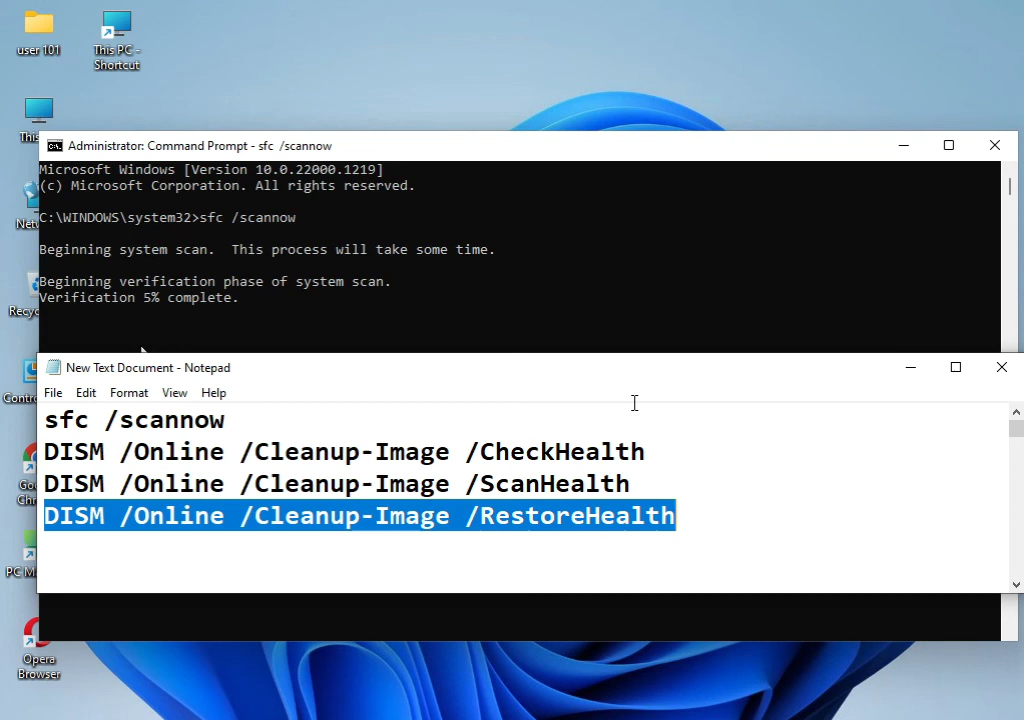 user 101
This PC -
Shortcut
Administrator: Command Prompt - sfc  /scannow
Microsoft Windows [Version 10.0.22000.1219]
(c) Microsoft Corporation. All rights reserved.
C:\WINDOWS\system32>sfc /scannow
Beginning system scan.  This process will take some time.
Beginning verification phase of system scan.
Verification 5% complete.
New Text Document - Notepad
File Edit Format View Help
sfc /scannow
DISM /Online /Cleanup-Image /CheckHealth
DISM /Online /Cleanup-Image /ScanHealth
DISM /Online /Cleanup-Image /RestoreHealth
Opera
Browser